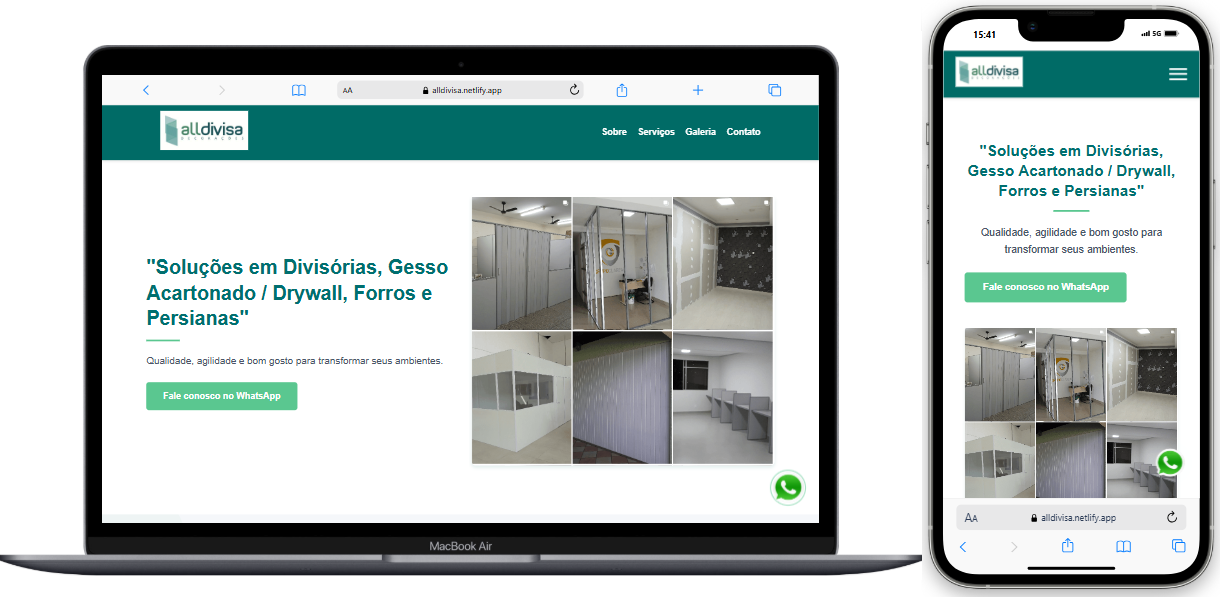 AA
alldivisa.netlify.app
alldivisa
DECORAÇÕES
Sobre Serviços Galeria Contato
"Soluções em Divisórias, Gesso
Acartonado / Drywall, Forros e
Persianas"
Qualidade, agilidade e bom gosto para transformar seus ambientes.
Fale conosco no WhatsApp
MacBook Air
15:41
5G
alldivisa
"Soluções em Divisórias,
Gesso Acartonado / Drywall,
Forros e Persianas"
Qualidade, agilidade e bom gosto para
transformar seus ambientes.
Fale conosco no WhatsApp
AA
alldivisa.netlify.app